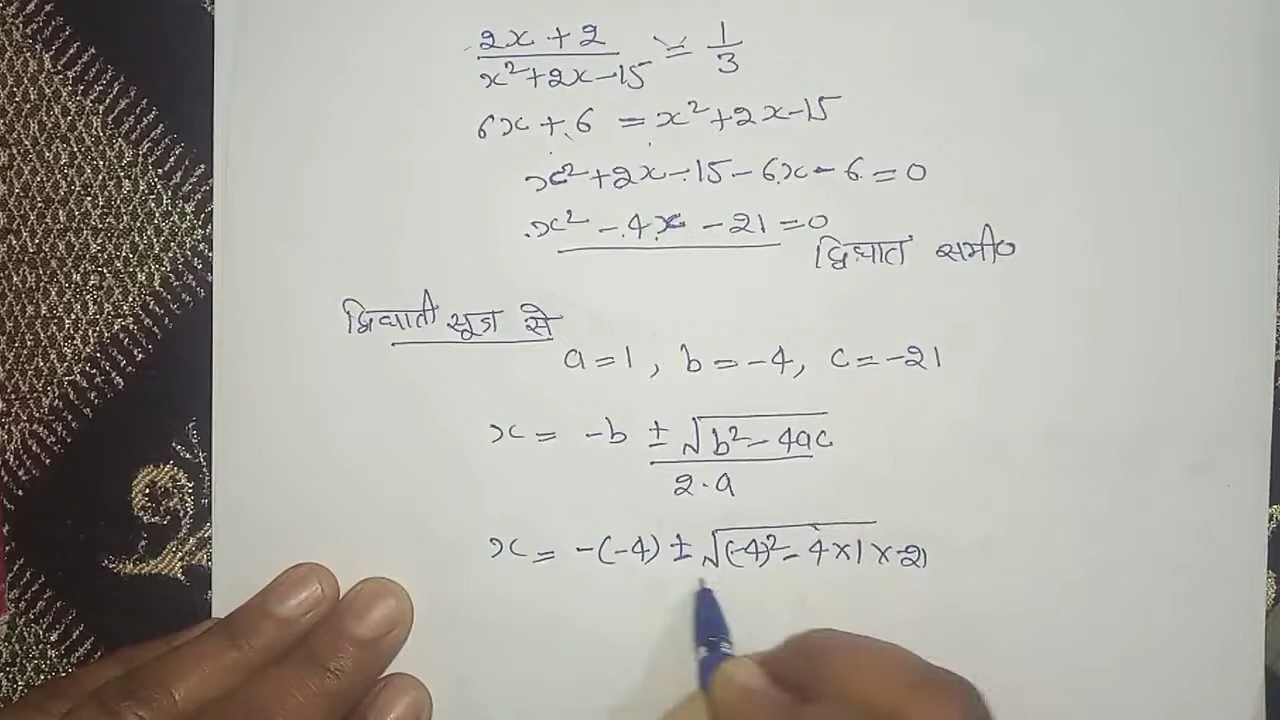 2x + 2 / x² + 2x - 15 = 1/3
6x + 6 = x² + 2x - 15
x² + 2x - 15 - 6x - 6 = 0
x² - 4x - 21 = 0
द्विघात समी०
द्विघाती सूत्र से
a = 1, b = -4, c = -21
x = -b ± √b² - 4ac / 2·a
x = -(-4) ± √(-4)² - 4×1×-21